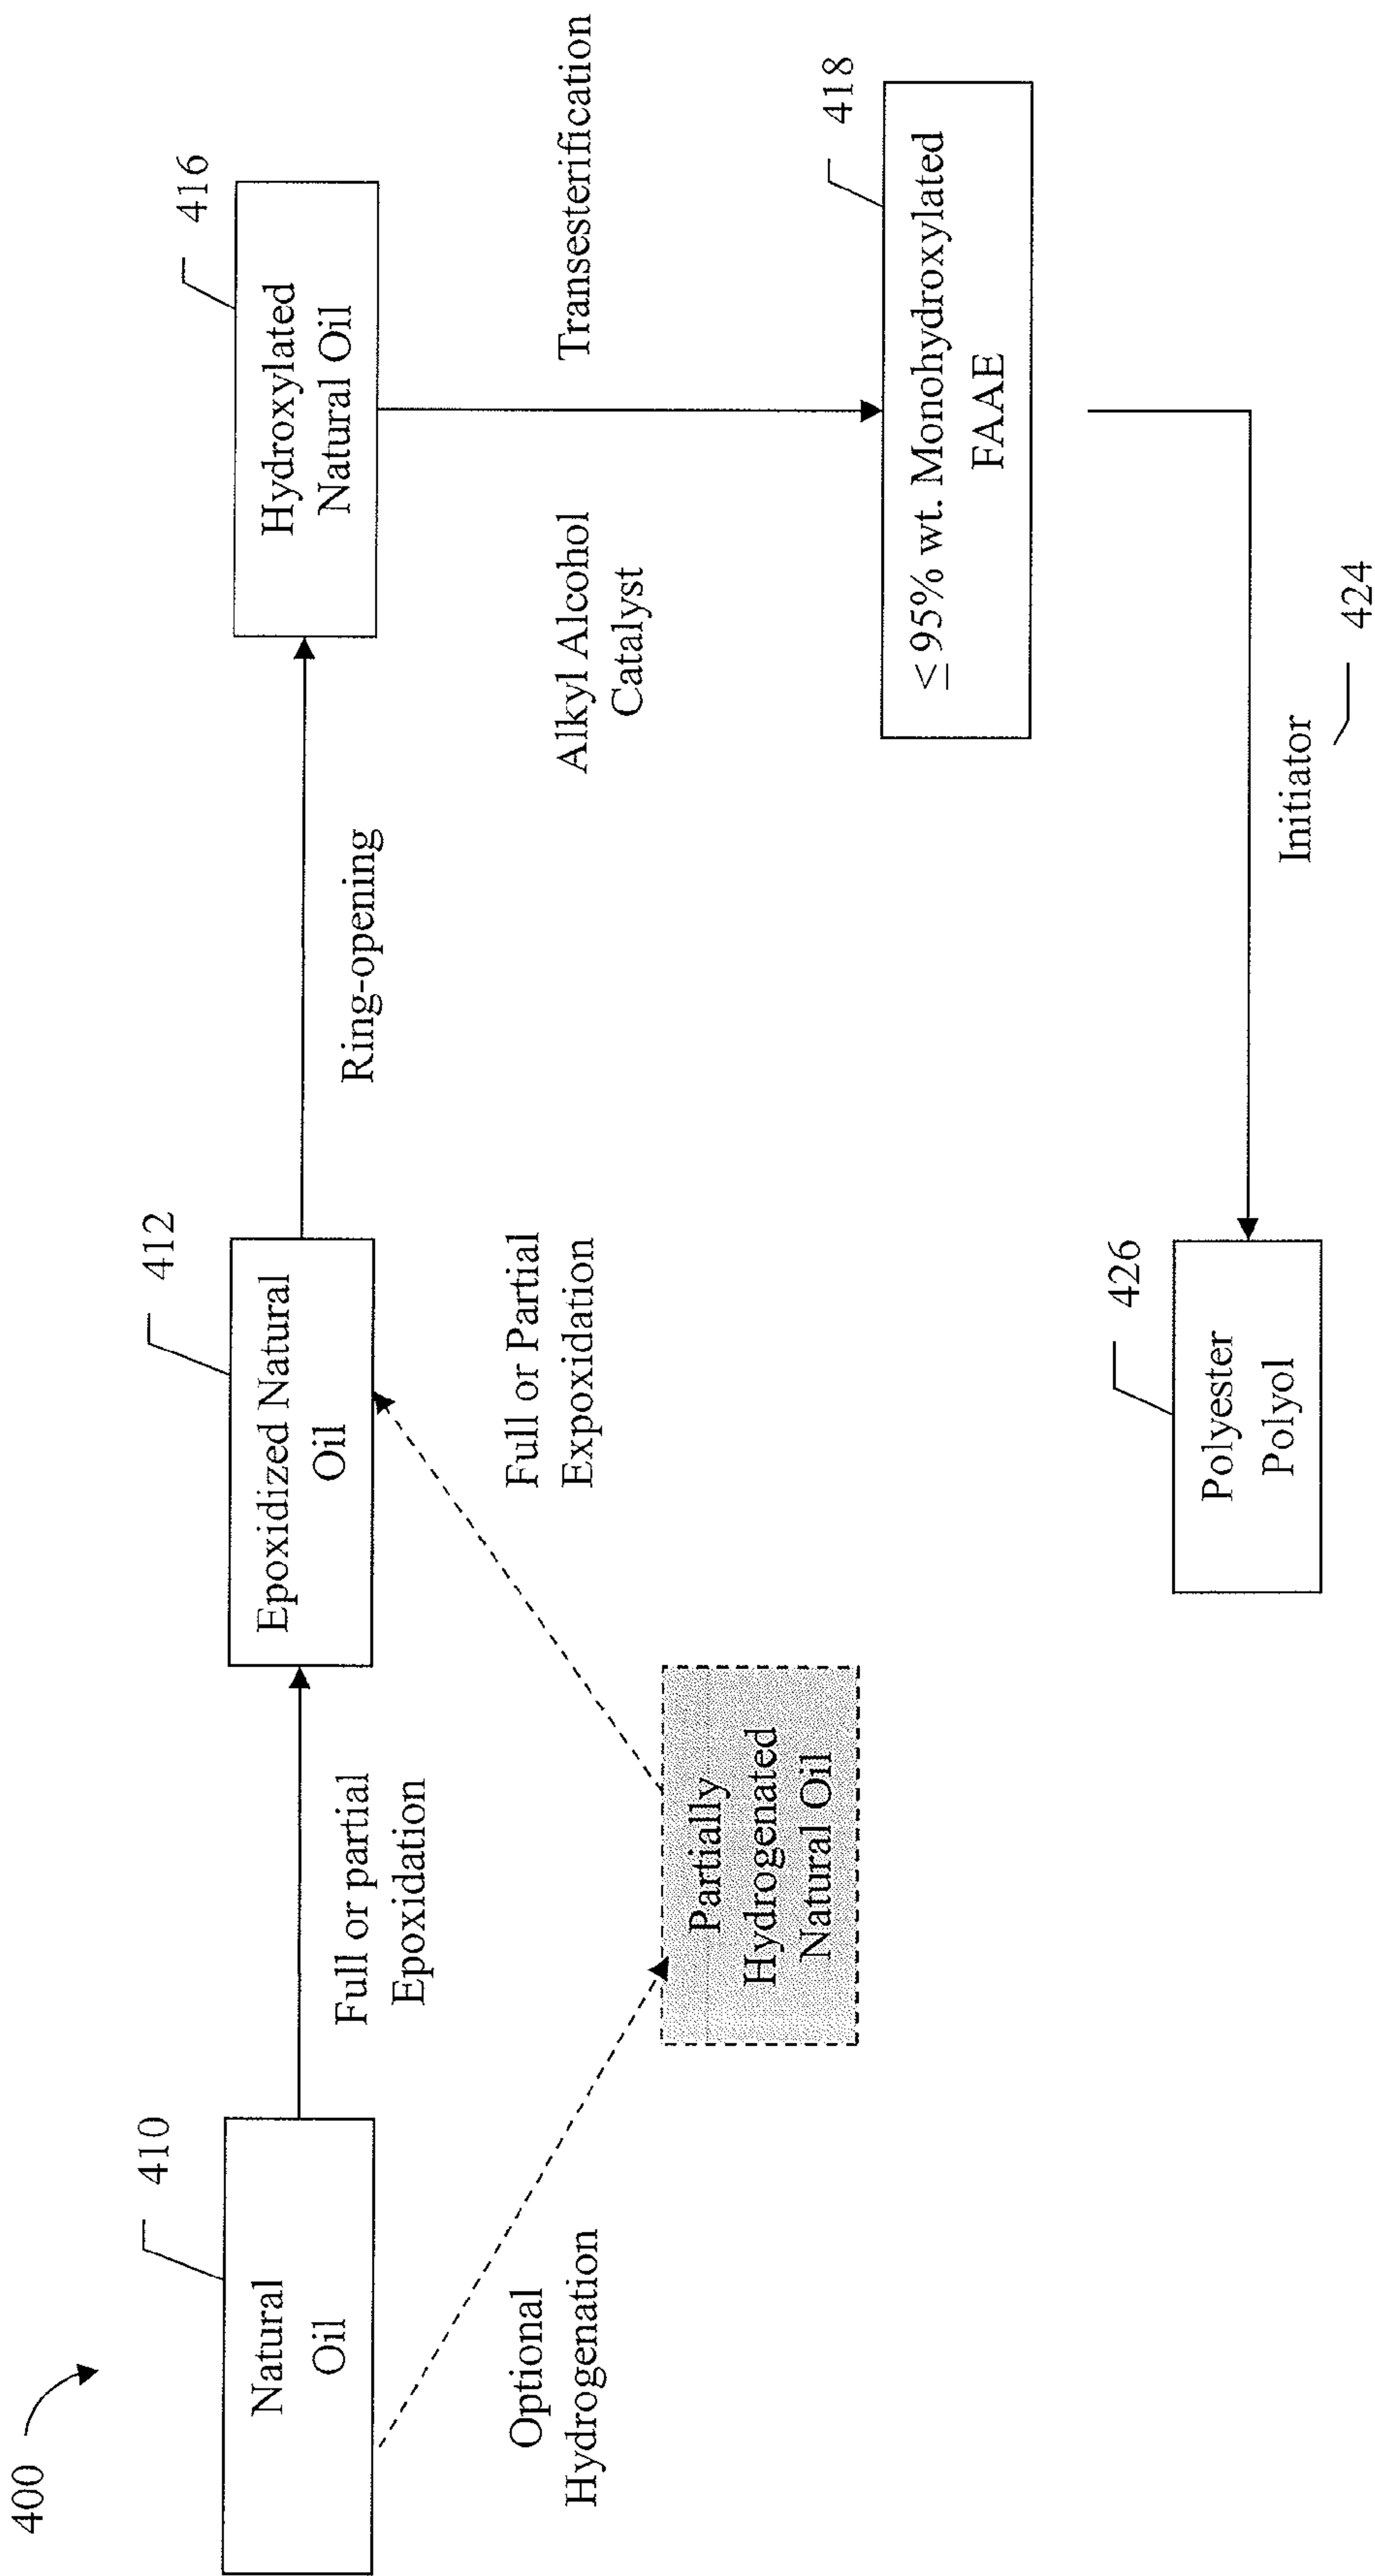 400
410
Natural
Oil
Full or partial
Epoxidation
412
Epoxidized Natural
Oil
Ring-opening
416
Hydroxylated
Natural Oil
Optional
Hydrogenation
Partially
Hydrogenated
Natural Oil
Full or Partial
Expoxidation
Alkyl Alcohol
Catalyst
Transesterification
418
≤ 95% wt. Monohydroxylated
FAAE
Initiator
424
426
Polyester
Polyol